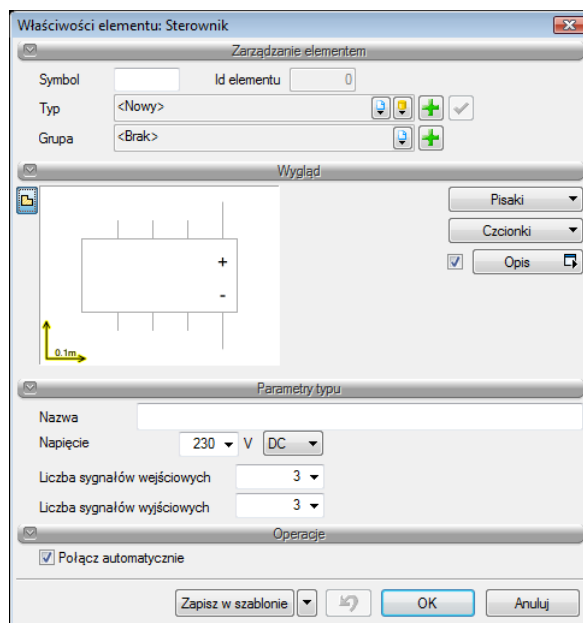 Właściwości elementu: Sterownik
Zarządzanie elementem
Symbol Id elementu 0
Typ <Nowy>
Grupa <Brak>
Wygląd
Pisaki
Czcionki
Opis
+
-
0.1m
Parametry typu
Nazwa
Napięcie 230 V DC
Liczba sygnałów wejściowych 3
Liczba sygnałów wyjściowych 3
Operacje
Połącz automatycznie
Zapisz w szablonie OK Anuluj